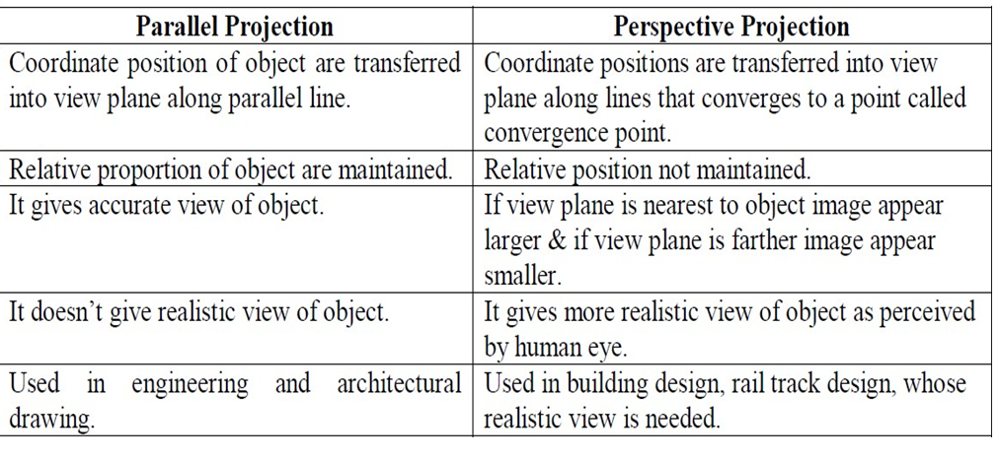 Parallel Projection
Perspective Projection
Coordinate position of object are transferred
into view plane along parallel line.
Coordinate positions are transferred into view
plane along lines that converges to a point called
convergence point.
Relative proportion of object are maintained.
Relative position not maintained.
It gives accurate view of object.
If view plane is nearest to object image appear
larger & if view plane is farther image appear
smaller.
It doesn’t give realistic view of object.
It gives more realistic view of object as perceived
by human eye.
Used in engineering and architectural
drawing.
Used in building design, rail track design, whose
realistic view is needed.